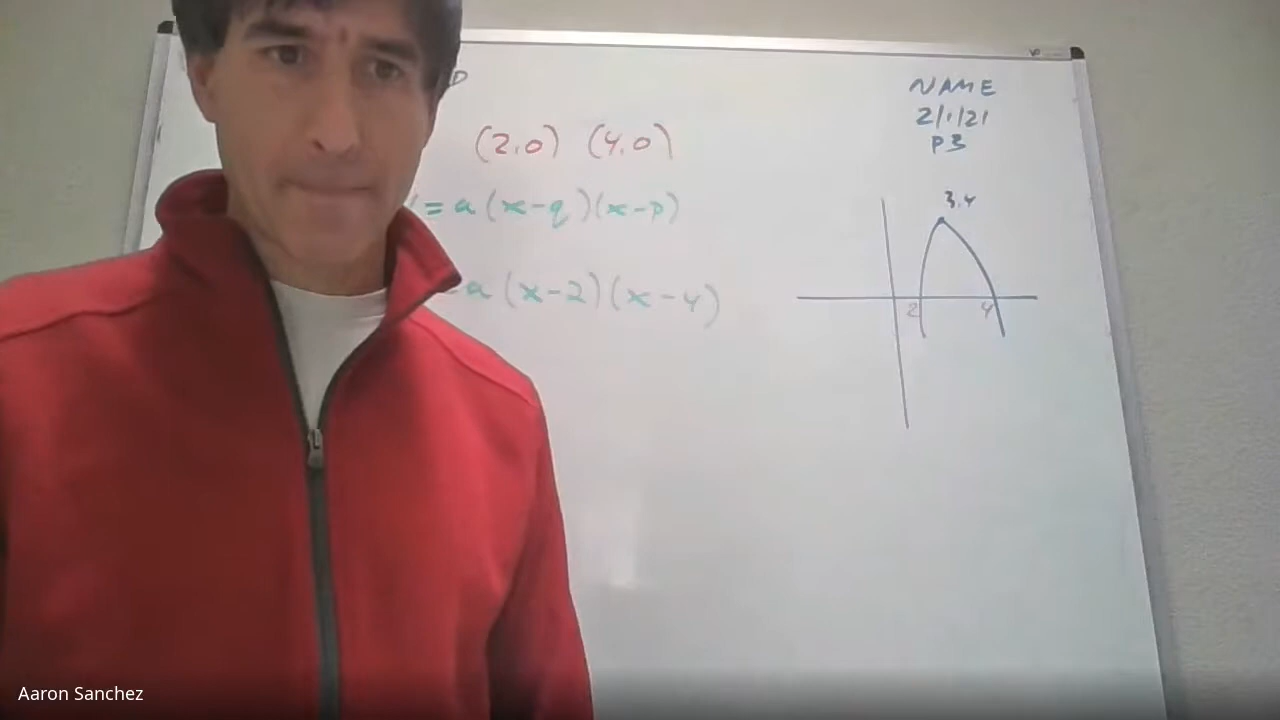 (2,0) (4,0)
= a (x-q)(x-p)
= a (x-2)(x-4)
NAME
2/1/21
P3
3,4
2 4
Aaron Sanchez